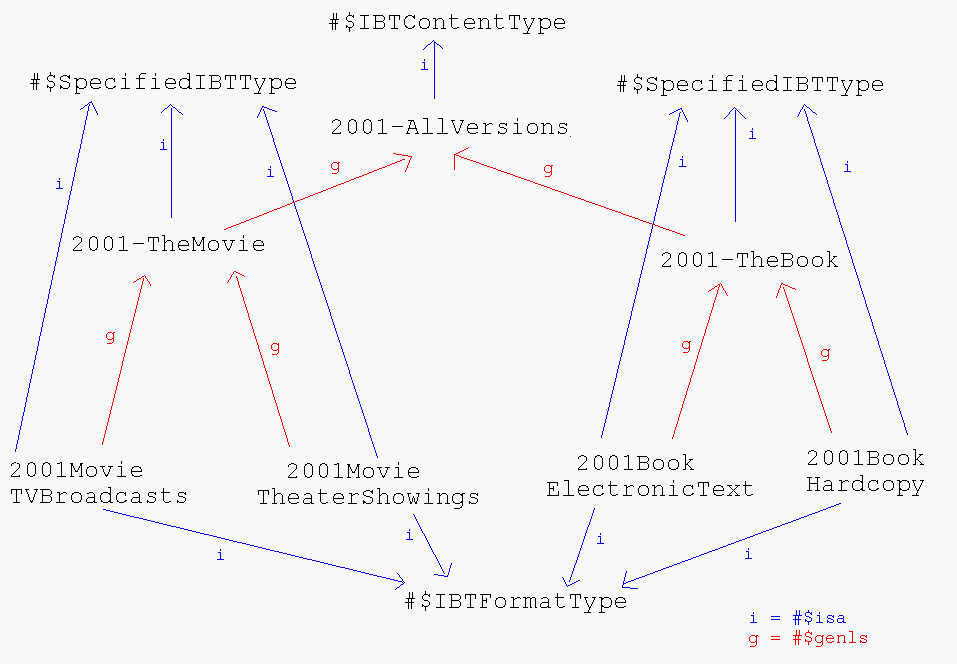 #$IBTContentType
i
#$SpecifiedIBTType
#$SpecifiedIBTType
2001-AllVersions
i
i
i
g
g
i
i
i
2001-TheMovie
2001-TheBook
g
g
g
g
2001Movie
TVBroadcasts
2001Movie
TheaterShowings
2001Book
ElectronicText
2001Book
Hardcopy
i
i
i
i
#$IBTFormatType
i = #$isa
g = #$genls